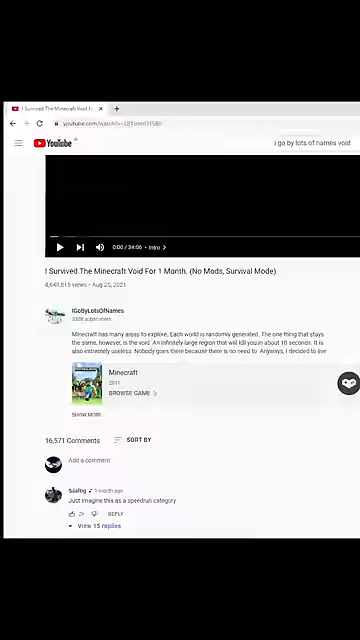 I Survived The Minecraft Void F
YouTube
i go by lots of names void
0:00 / 34:06 • Intro >
I Survived The Minecraft Void For 1 Month. (No Mods, Survival Mode)
4,640,815 views • Aug 25, 2021
IGoByLotsOfNames
subscribers
Minecraft has many areas to explore. Each world is randomly generated. The one thing that stays
the same, however, is the void. An infinitely large region that will kill you in about 10 seconds. It is
also extremely useless. Nobody goes there because there is no need to. Anyways, I decided to live
Minecraft
2011
BROWSE GAME >
SHOW MORE
16,571 Comments SORT BY
Add a comment
1 month ago
Just imagine this as a speedrun category
REPLY
View 15 replies